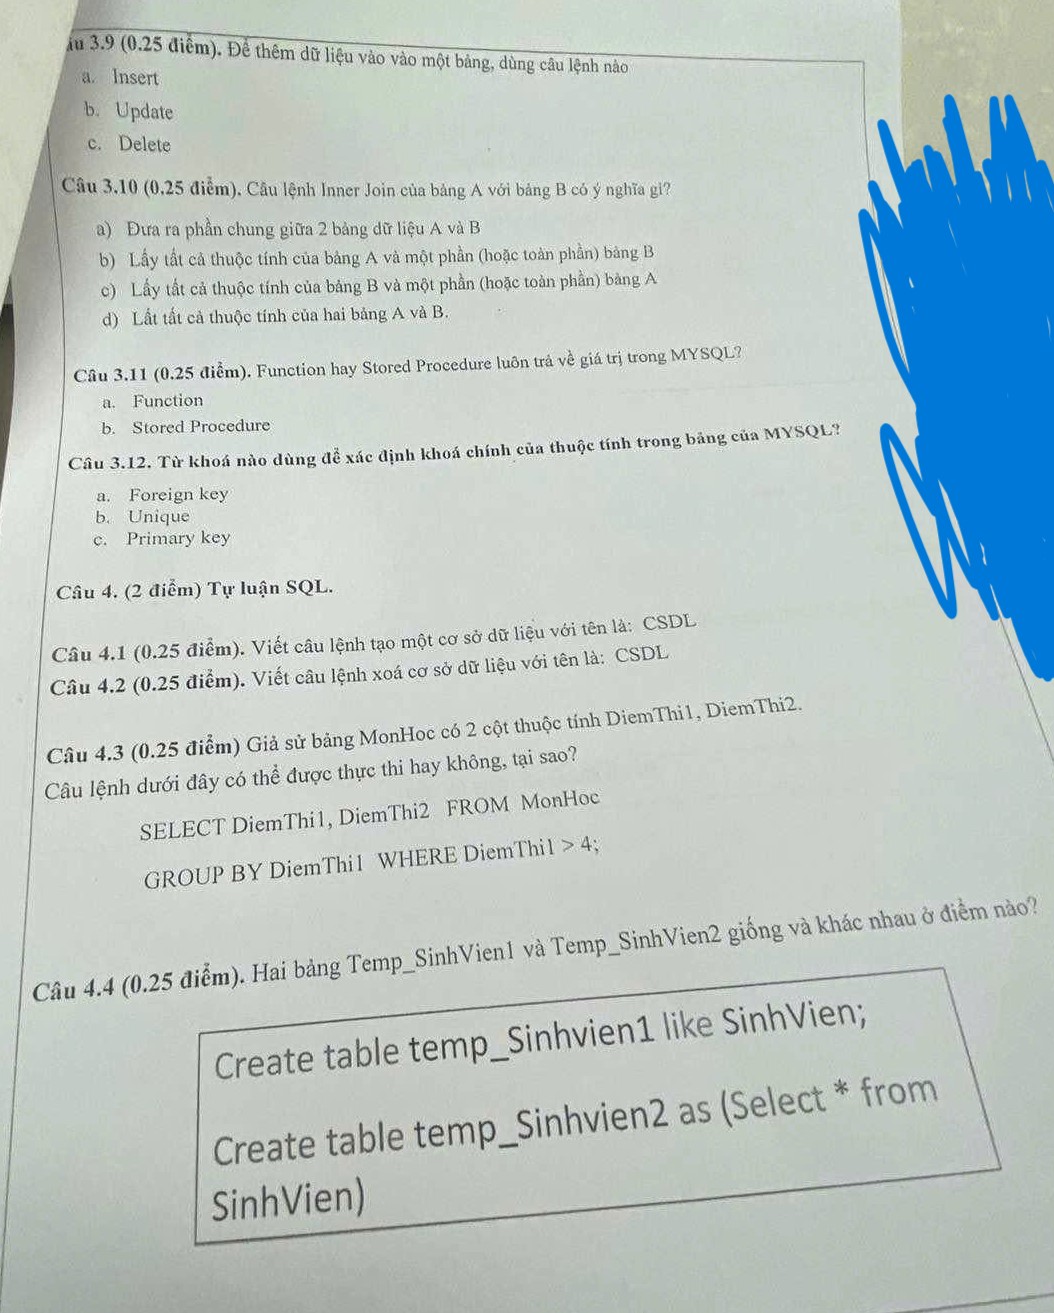 3.9 (0.25 điểm). Để thêm dữ liệu vào vào một bảng, dùng câu lệnh nào
a. Insert
b. Update
c. Delete
Câu 3.10 (0.25 điểm). Câu lệnh Inner Join của bảng A với bảng B có ý nghĩa gì?
a) Đưa ra phần chung giữa 2 bảng dữ liệu A và B
b) Lấy tất cả thuộc tính của bảng A và một phần (hoặc toàn phần) bảng B
c) Lấy tất cả thuộc tính của bảng B và một phần (hoặc toàn phần) bảng A
d) Lất tất cả thuộc tính của hai bảng A và B.
Câu 3.11 (0.25 điểm). Function hay Stored Procedure luôn trả về giá trị trong MYSQL?
a. Function
b. Stored Procedure
Câu 3.12. Từ khoá nào dùng để xác định khoá chính của thuộc tính trong bảng của MYSQL?
a. Foreign key
b. Unique
c. Primary key
Câu 4. (2 điểm) Tự luận SQL.
Câu 4.1 (0.25 điểm). Viết câu lệnh tạo một cơ sở dữ liệu với tên là: CSDL
Câu 4.2 (0.25 điểm). Viết câu lệnh xoá cơ sở dữ liệu với tên là: CSDL
Câu 4.3 (0.25 điểm) Giả sử bảng MonHoc có 2 cột thuộc tính DiemThi1, DiemThi2.
Câu lệnh dưới đây có thể được thực thi hay không, tại sao?
SELECT DiemThi1, DiemThi2 FROM MonHoc
GROUP BY DiemThi1 WHERE DiemThi1 > 4;
Câu 4.4 (0.25 điểm). Hai bảng Temp_SinhVien1 và Temp_SinhVien2 giống và khác nhau ở điểm nào?
Create table temp_Sinhvien1 like SinhVien;
Create table temp_Sinhvien2 as (Select * from
SinhVien)